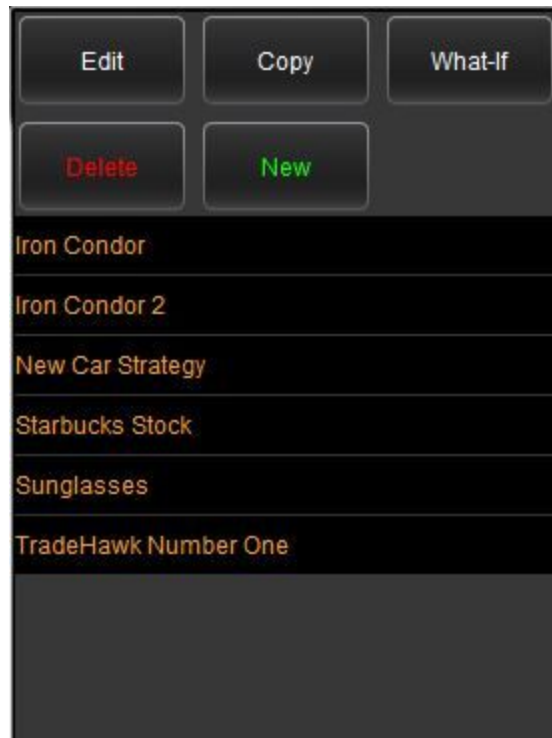 Edit Copy What-If
Delete New
Iron Condor
Iron Condor 2
New Car Strategy
Starbucks Stock
Sunglasses
TradeHawk Number One